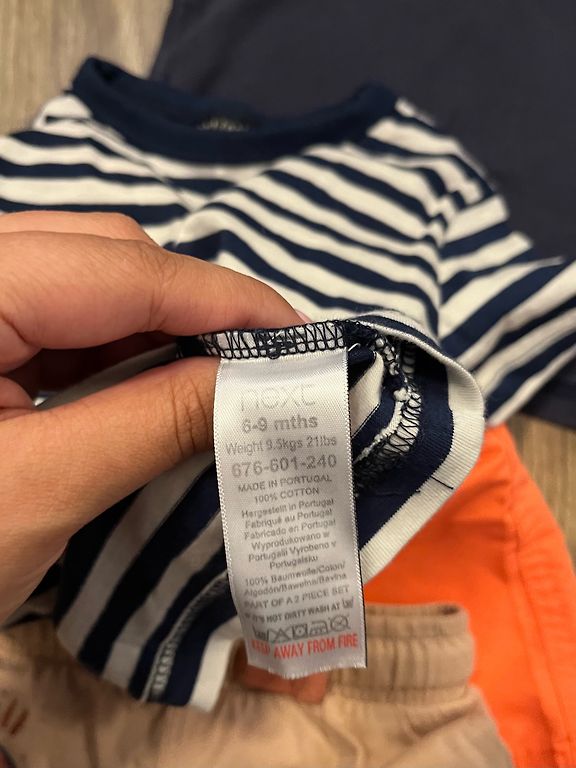 next
6-9 mths
Weight 9.5kgs 21lbs
676-601-240
MADE IN PORTUGAL
100% COTTON
Hergestellt in Portugal
Fabriqué au Portugal
Fabricado en Portugal
Wyprodukowano w
Portugalii Vyrobeno v
Portugalsku
100% Baumwolle/Coton/
Algodón/Bawełna/Bavlna
PART OF A 2 PIECE SET
IF IT'S NOT DIRTY WASH AT
KEEP AWAY FROM FIRE